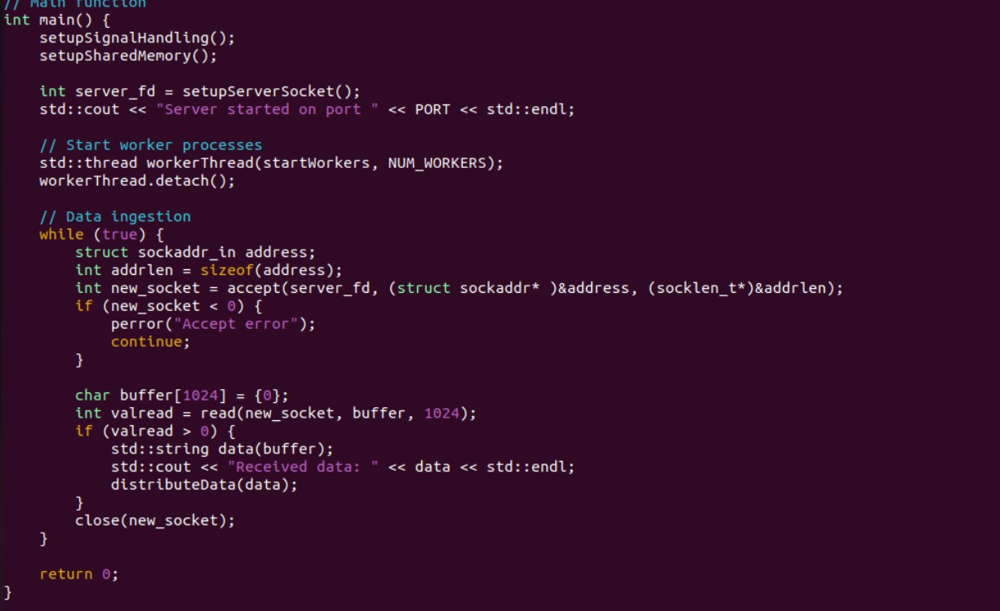 // Main function
int main() {
    setupSignalHandling();
    setupSharedMemory();

    int server_fd = setupServerSocket();
    std::cout << "Server started on port " << PORT << std::endl;

    // Start worker processes
    std::thread workerThread(startWorkers, NUM_WORKERS);
    workerThread.detach();

    // Data ingestion
    while (true) {
        struct sockaddr_in address;
        int addrlen = sizeof(address);
        int new_socket = accept(server_fd, (struct sockaddr* )&address, (socklen_t*)&addrlen);
        if (new_socket < 0) {
            perror("Accept error");
            continue;
        }

        char buffer[1024] = {0};
        int valread = read(new_socket, buffer, 1024);
        if (valread > 0) {
            std::string data(buffer);
            std::cout << "Received data: " << data << std::endl;
            distributeData(data);
        }
        close(new_socket);
    }

    return 0;
}